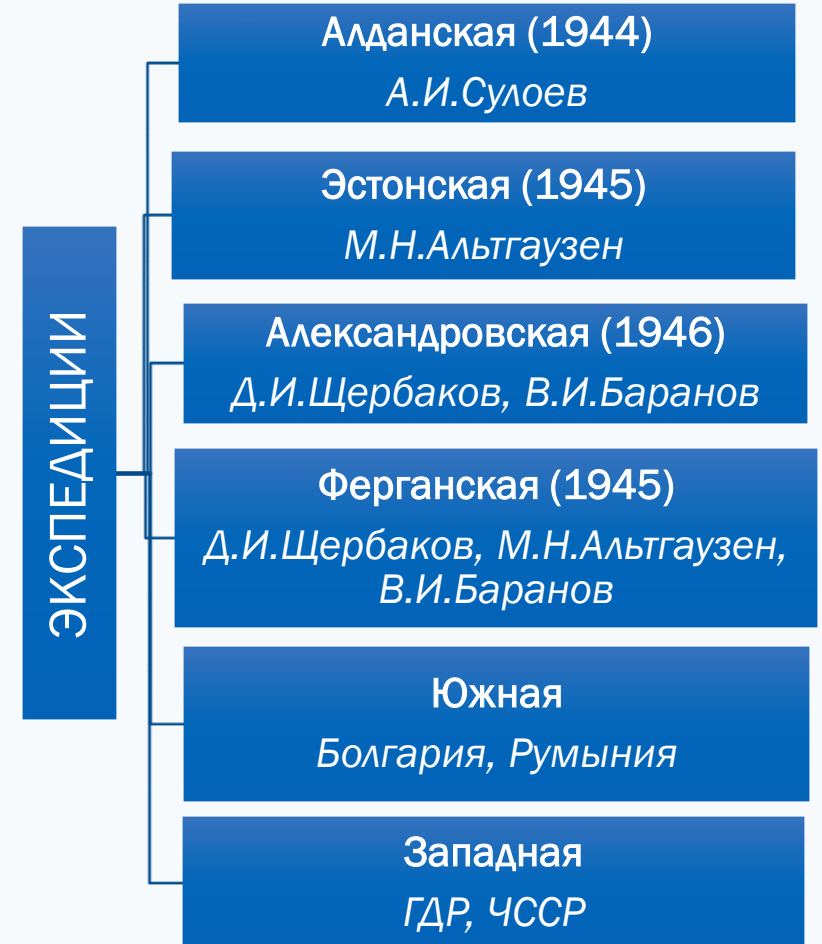 ЭКСПЕДИЦИИ
Алданская (1944)
А.И.Сулоев
Эстонская (1945)
М.Н.Альтгаузен
Александровская (1946)
Д.И.Щербаков, В.И.Баранов
Ферганская (1945)
Д.И.Щербаков, М.Н.Альтгаузен,
В.И.Баранов
Южная
Болгария, Румыния
Западная
ГДР, ЧССР